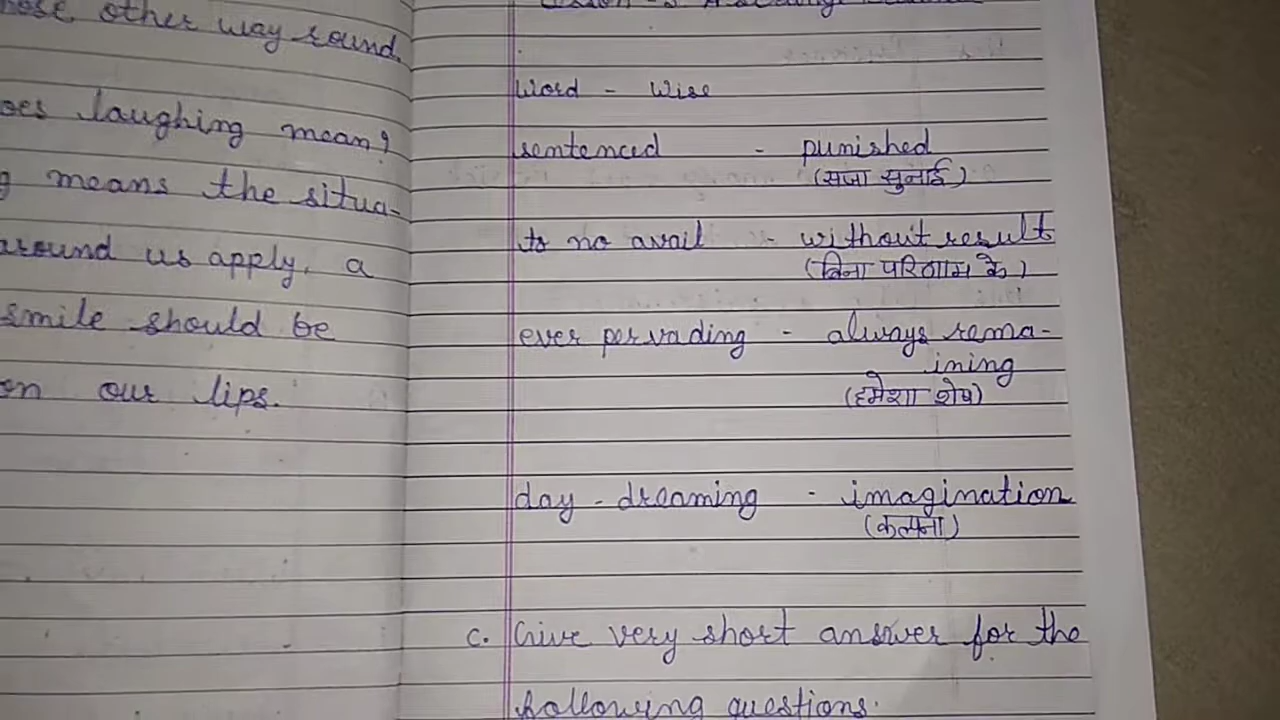 other way round.
laughing mean?
means the situa-
around us apply, a
smile should be
on our lips.
Word - Wise
sentenced - punished
(सजा सुनाई)
to no avail - without result
(बिना परिणाम के)
ever pervading - always rema-
ining
(हमेशा शेष)
day - dreaming - imagination
(कल्पना)
c. Give very short answer for the
following questions.